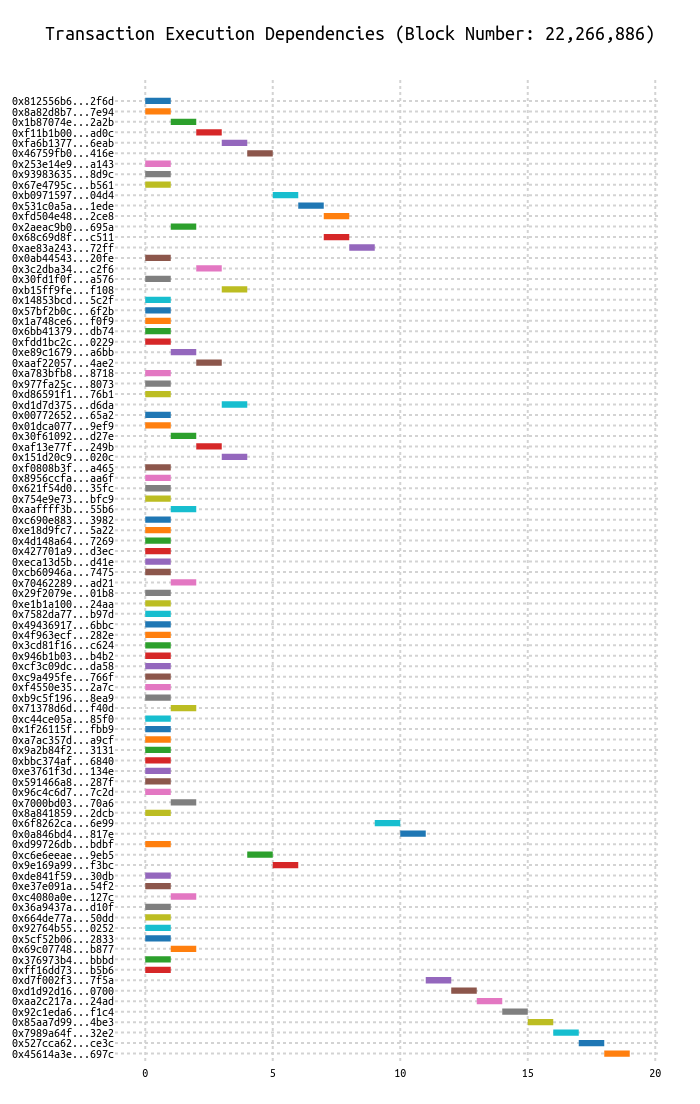 Transaction Execution Dependencies (Block Number: 22,266,886)
0x812556b6...2f6d
0x8a82d8b7...7e94
0x1b87074e...2a2b
0xf11b1b00...ad0c
0xfa6b1377...6eab
0x46759fb0...416e
0x253e14e9...a143
0x93983635...8d9c
0x67e4795c...b561
0xb0971597...04d4
0x531c0a5a...1ede
0xfd504e48...2ce8
0x2aeac9b0...695a
0x68c69d8f...c511
0xae83a243...72ff
0x0ab44543...20fe
0x3c2dba34...c2f6
0x30fd1f0f...a576
0xb15ff9fe...f108
0x14853bcd...5c2f
0x57bf2b0c...6f2b
0x1a748ce6...f0f9
0x6bb41379...db74
0xfdd1bc2c...0229
0xe89c1679...a6bb
0xaaf22057...4ae2
0xa783bfb8...8718
0x977fa25c...8073
0xd86591f1...76b1
0xd1d7d375...d6da
0x00772652...65a2
0x01dca077...9ef9
0x30f61092...d27e
0xaf13e77f...249b
0x151d20c9...020c
0xf0808b3f...a465
0x8956ccfa...aa6f
0x621f54d0...35fc
0x754e9e73...bfc9
0xaaffff3b...55b6
0xc690e883...3982
0xe18d9fc7...5a22
0x4d148a64...7269
0x427701a9...d3ec
0xeca13d5b...d41e
0xcb60946a...7475
0x70462289...ad21
0x29f2079e...01b8
0xe1b1a100...24aa
0x7582da77...b97d
0x49436917...6bbc
0x4f963ecf...282e
0x3cd81f16...c624
0x946b1b03...b4b2
0xcf3c09dc...da58
0xc9a495fe...766f
0xf4550e35...2a7c
0xb9c5f196...8ea9
0x71378d6d...f40d
0xc44ce05a...85f0
0x1f26115f...fbb9
0xa7ac357d...a9cf
0x9a2b84f2...3131
0xbbc374af...6840
0xe3761f3d...134e
0x591466a8...287f
0x96c4c6d7...7c2d
0x7000bd03...70a6
0x8a841859...2dcb
0x6f8262ca...6e99
0x0a846bd4...817e
0xd99726db...bdbf
0xc6e6eeae...9eb5
0x9e169a99...f3bc
0xde841f59...30db
0xe37e091a...54f2
0xc4080a0e...127c
0x36a9437a...d10f
0x664de77a...50dd
0x92764b55...0252
0x5cf52b06...2833
0x69c07748...b877
0x376973b4...bbbd
0xff16dd73...b5b6
0xd7f002f3...7f5a
0xd1d92d16...0700
0xaa2c217a...24ad
0x92c1eda6...f1c4
0x85aa7d99...4be3
0x7989a64f...32e2
0x527cca62...ce3c
0x45614a3e...697c
0 5 10 15 20